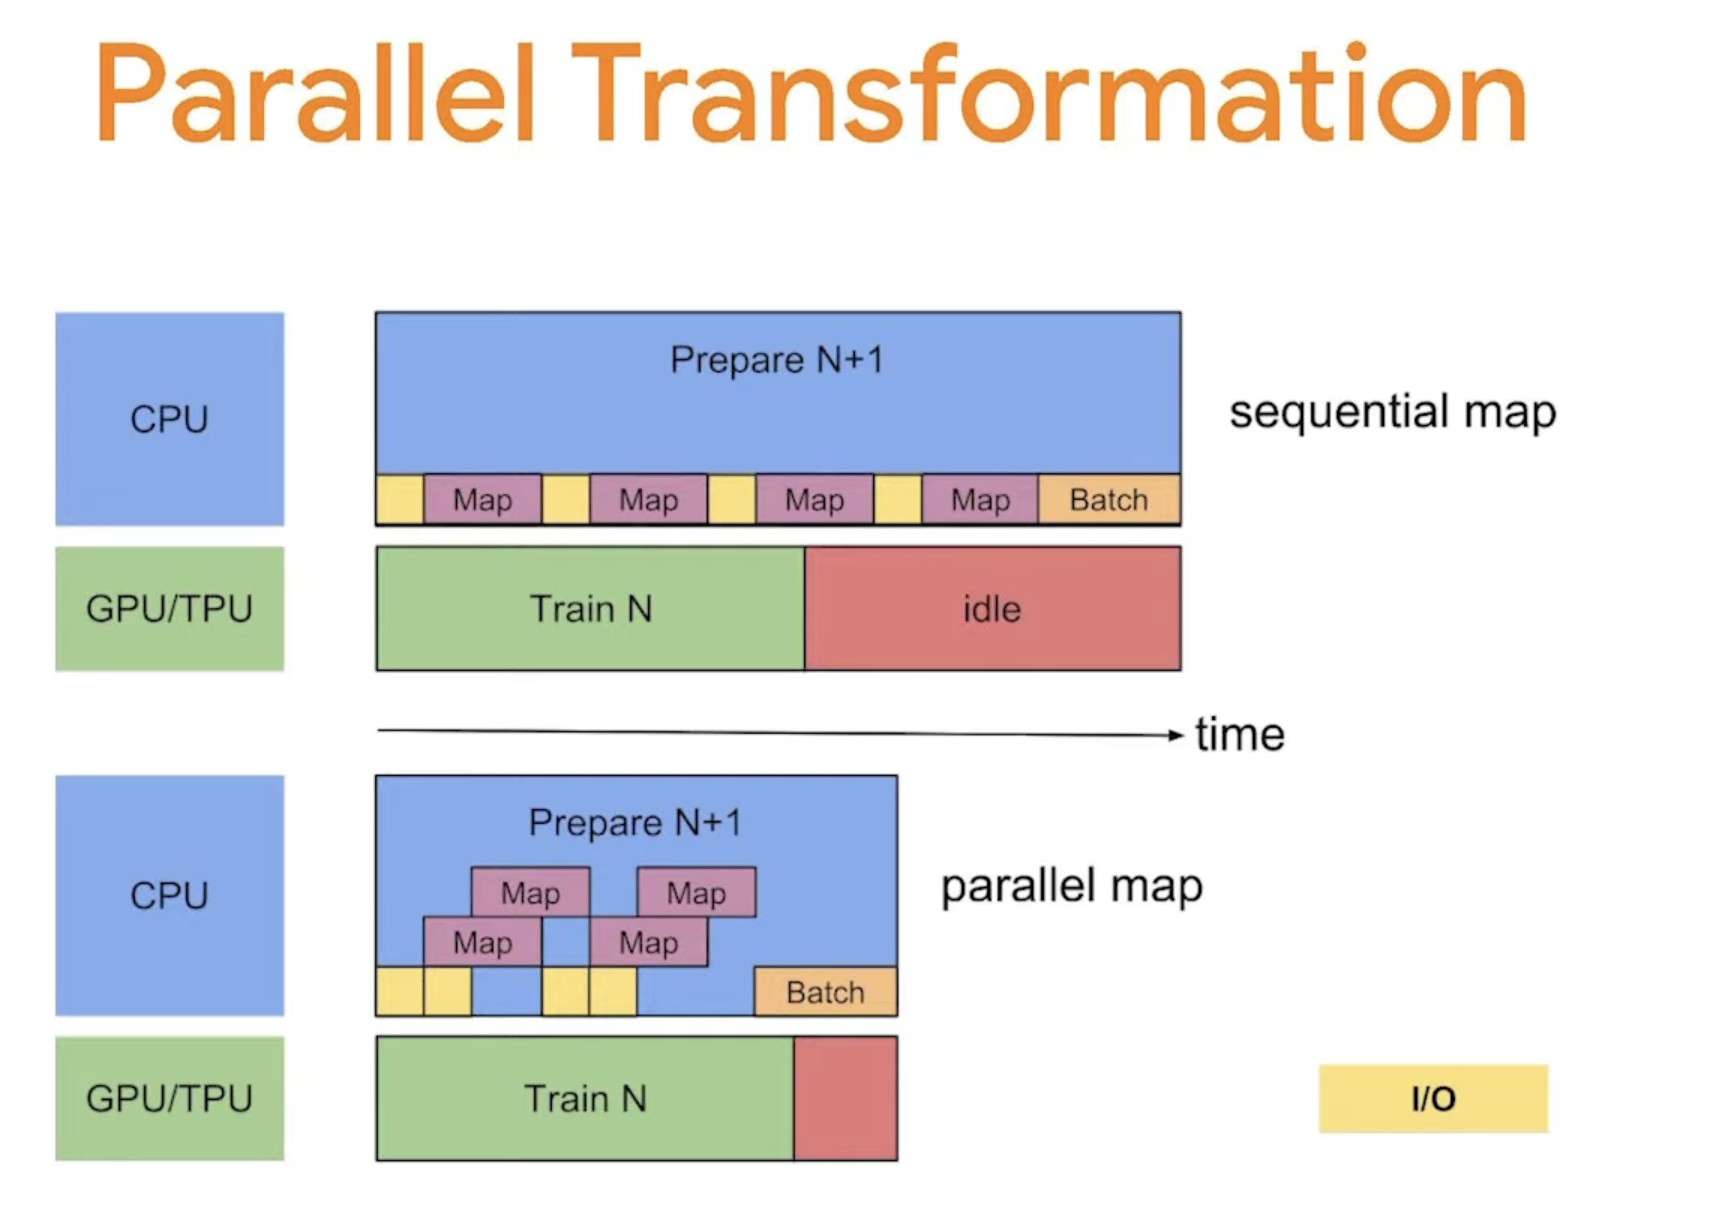 Parallel Transformation
CPU
Prepare N+1
Map
Map
Map
Map
Batch
sequential map
GPU/TPU
Train N
idle
time
CPU
Prepare N+1
Map
Map
Map
Map
Batch
parallel map
GPU/TPU
Train N
I/O